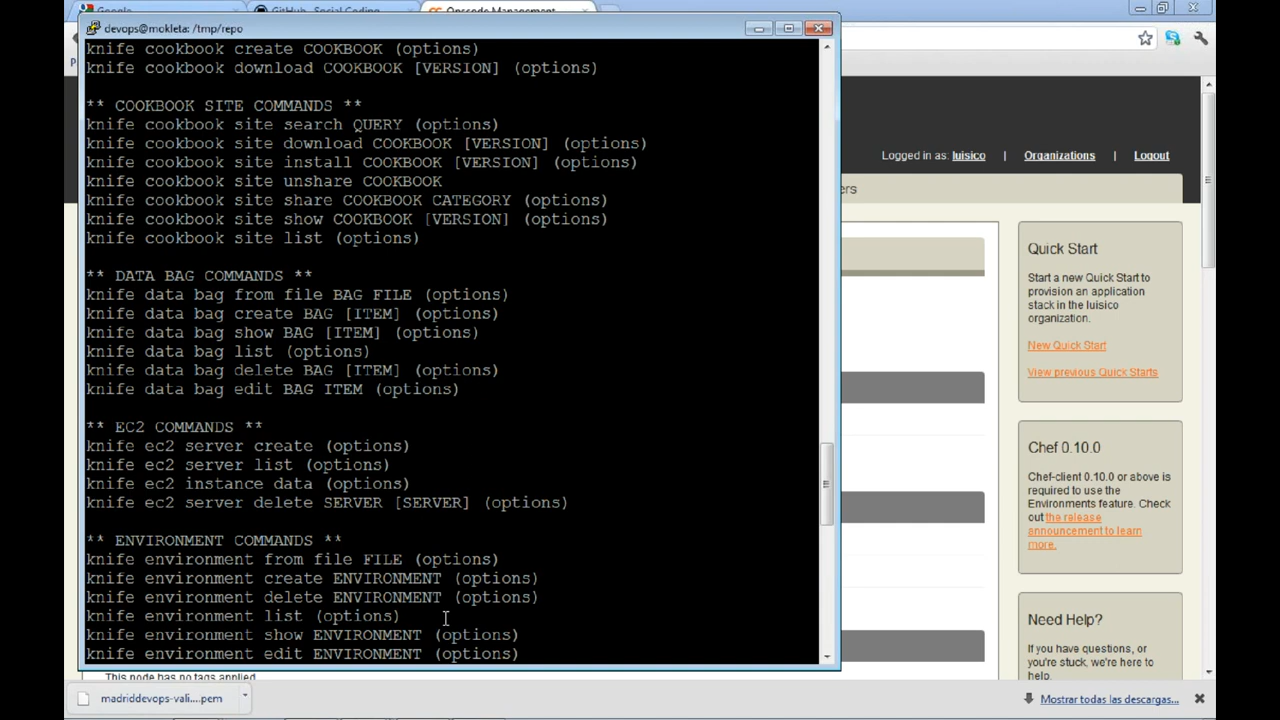 Google
GitHub - Social Coding
Opscode Management
devops@mokleta: /tmp/repo
knife cookbook create COOKBOOK (options)
knife cookbook download COOKBOOK [VERSION] (options)
** COOKBOOK SITE COMMANDS **
knife cookbook site search QUERY (options)
knife cookbook site download COOKBOOK [VERSION] (options)
knife cookbook site install COOKBOOK [VERSION] (options)
knife cookbook site unshare COOKBOOK
knife cookbook site share COOKBOOK CATEGORY (options)
knife cookbook site show COOKBOOK [VERSION] (options)
knife cookbook site list (options)
** DATA BAG COMMANDS **
knife data bag from file BAG FILE (options)
knife data bag create BAG [ITEM] (options)
knife data bag show BAG [ITEM] (options)
knife data bag list (options)
knife data bag delete BAG [ITEM] (options)
knife data bag edit BAG ITEM (options)
** EC2 COMMANDS **
knife ec2 server create (options)
knife ec2 server list (options)
knife ec2 instance data (options)
knife ec2 server delete SERVER [SERVER] (options)
** ENVIRONMENT COMMANDS **
knife environment from file FILE (options)
knife environment create ENVIRONMENT (options)
knife environment delete ENVIRONMENT (options)
knife environment list (options)
knife environment show ENVIRONMENT (options)
knife environment edit ENVIRONMENT (options)
Logged in as: luisico | Organizations | Logout
ers
Quick Start
Start a new Quick Start to
provision an application
stack in the luisico
organization.
New Quick Start
View previous Quick Starts
Chef 0.10.0
Chef-client 0.10.0 or above is
required to use the
Environments feature. Check
out the release
announcement to learn
more.
Need Help?
If you have questions, or
you're stuck, we're here to
help.
This node has no tags applied
madriddevops-vali....pem
Mostrar todas las descargas...